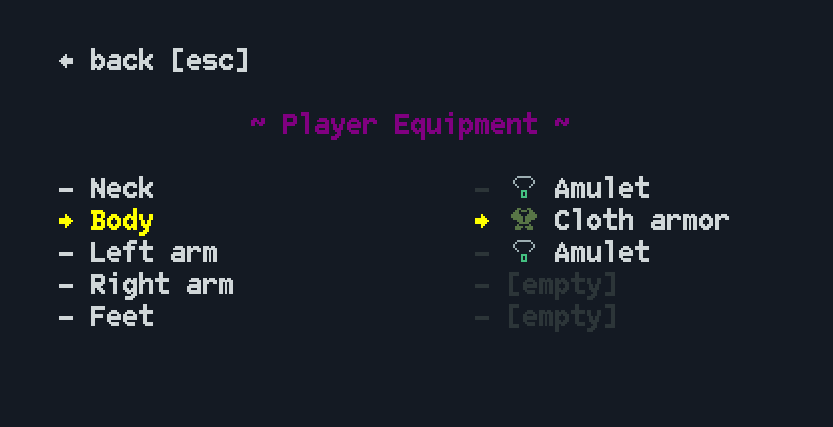 ← back [esc]
~ Player Equipment ~
– Neck – Amulet
→ Body → Cloth armor
– Left arm – Amulet
– Right arm – [empty]
– Feet – [empty]